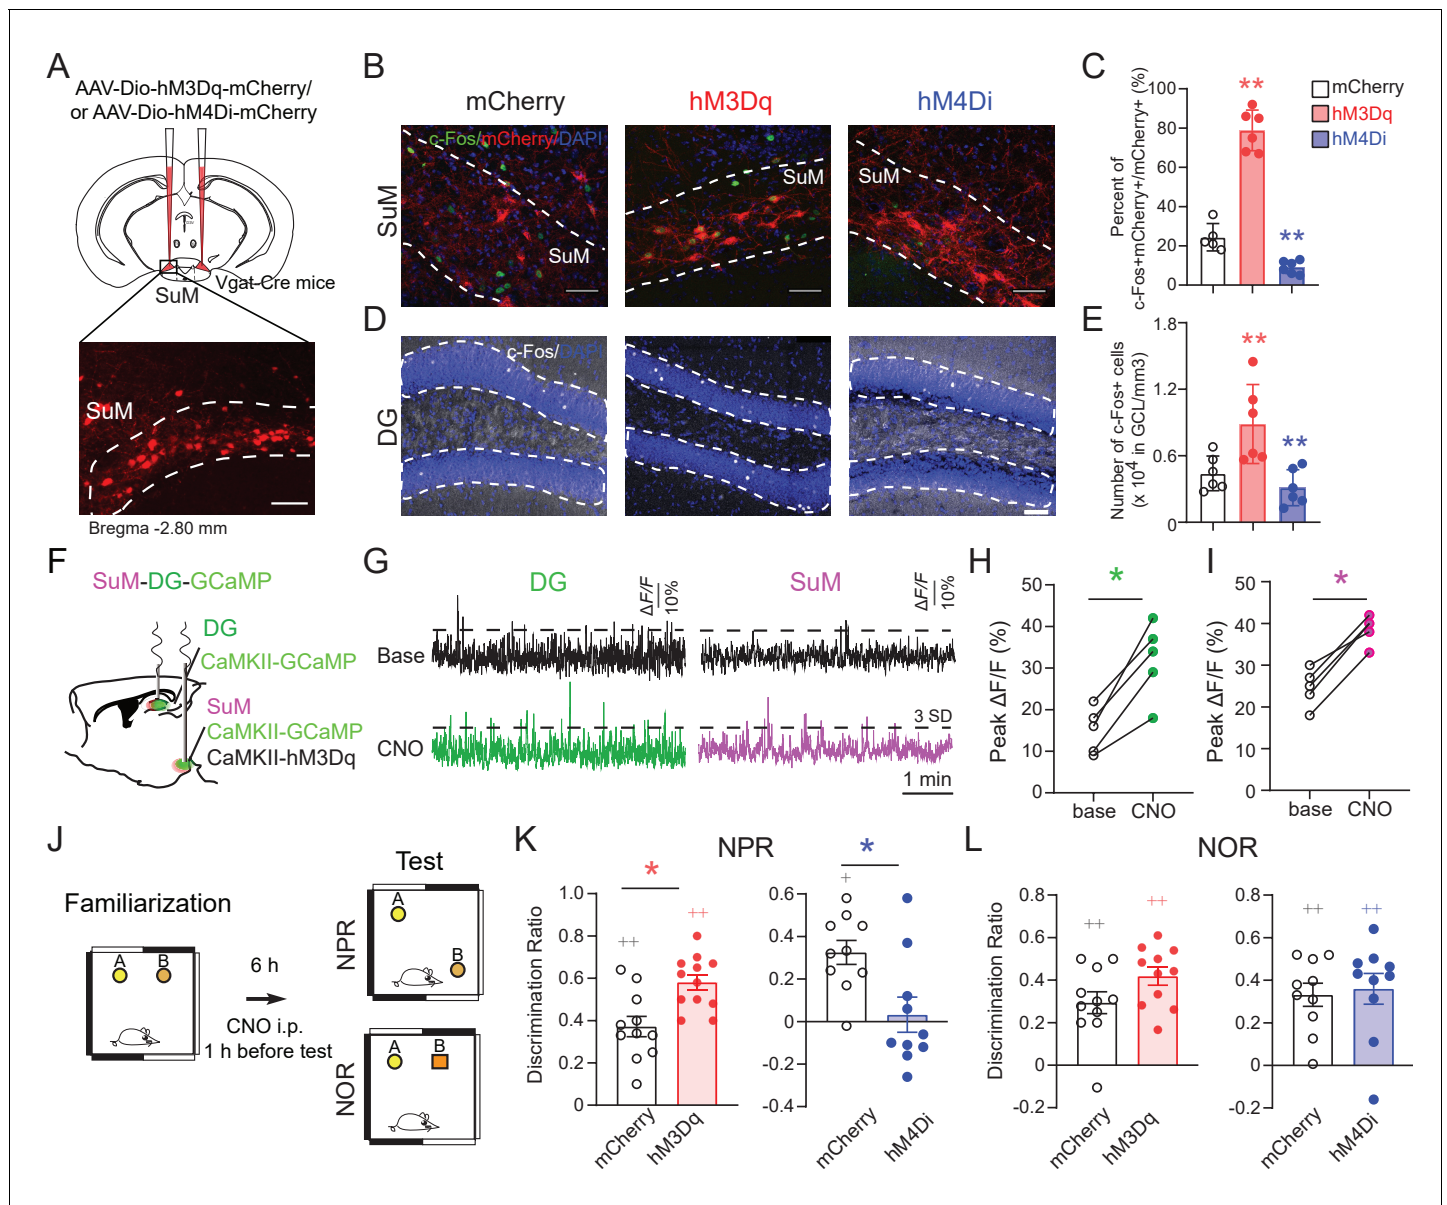 A
AAV-Dio-hM3Dq-mCherry/
or AAV-Dio-hM4Di-mCherry
Vgat-Cre mice
SuM
SuM
Bregma -2.80 mm
B
mCherry
hM3Dq
hM4Di
SuM
c-Fos/mCherry/DAPI
SuM
SuM
SuM
C
Percent of
c-Fos+mCherry+/mCherry+ (%)
100
80
60
40
20
0
**
**
mCherry
hM3Dq
hM4Di
D
DG
c-Fos/DAPI
E
Number of c-Fos+ cells
(x 10⁴ in GCL/mm3)
1.8
1.2
0.6
0
**
**
F
SuM-DG-GCaMP
DG
CaMKII-GCaMP
SuM
CaMKII-GCaMP
CaMKII-hM3Dq
G
DG
SuM
ΔF/F
10%
ΔF/F
10%
Base
CNO
3 SD
1 min
H
Peak ΔF/F (%)
50
40
30
20
10
0
*
base
CNO
I
Peak ΔF/F (%)
50
40
30
20
10
0
*
base
CNO
J
Familiarization
A
B
6 h
CNO i.p.
1 h before test
Test
NPR
A
B
NOR
A
B
K
NPR
Discrimination Ratio
1.0
0.8
0.6
0.4
0.2
0
*
++
++
mCherry
hM3Dq
0.6
0.4
0.2
0
-0.2
-0.4
*
+
mCherry
hM4Di
L
NOR
Discrimination Ratio
0.8
0.6
0.4
0.2
0
-0.2
++
++
mCherry
hM3Dq
0.8
0.6
0.4
0.2
0
-0.2
++
++
mCherry
hM4Di